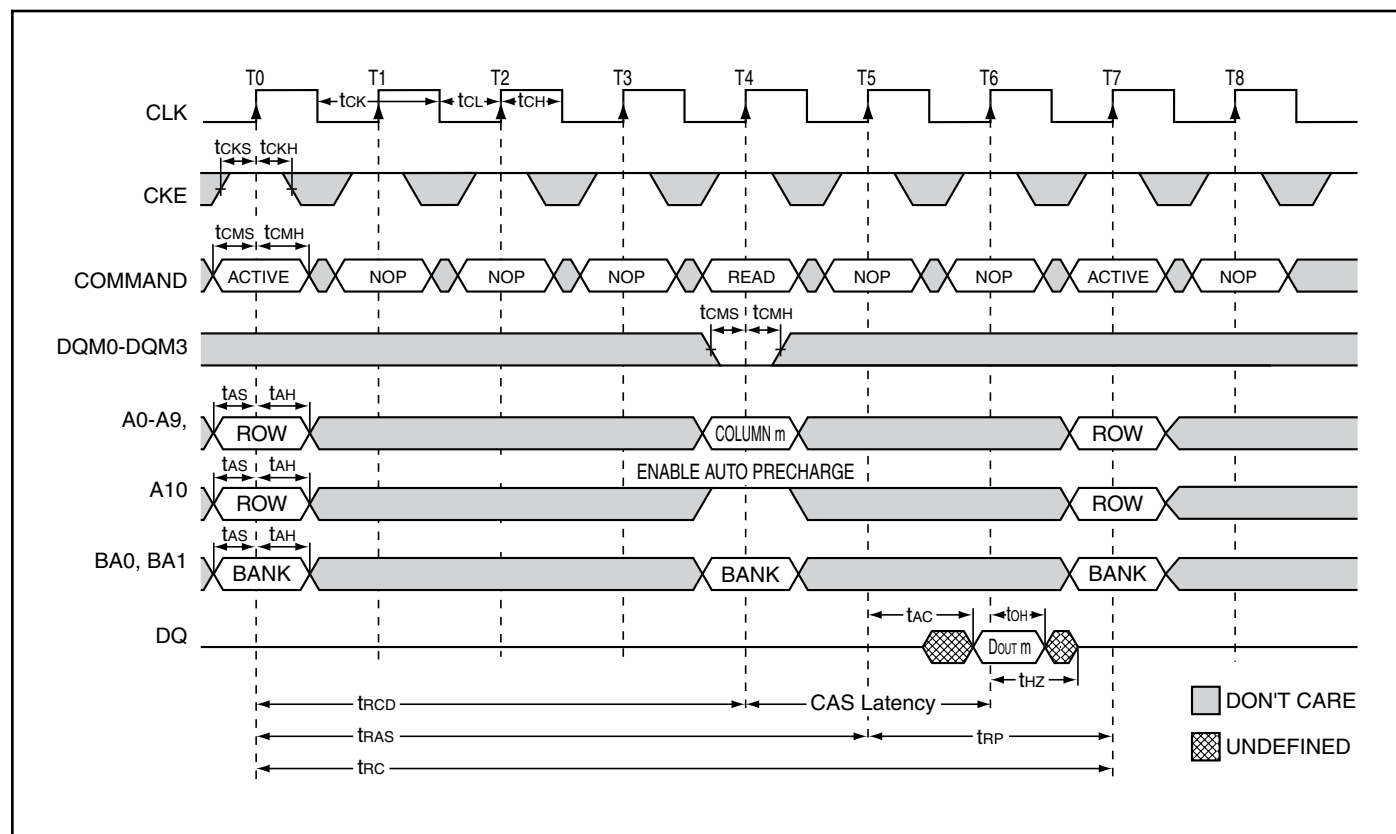 T0 T1 T2 T3 T4 T5 T6 T7 T8
CLK tCK tCL tCH
tCKS tCKH
CKE
tCMS tCMH
COMMAND ACTIVE NOP NOP NOP READ NOP NOP ACTIVE NOP
tCMS tCMH
DQM0-DQM3
tAS tAH
A0-A9, ROW COLUMN m ROW
tAS tAH ENABLE AUTO PRECHARGE
A10 ROW ROW
tAS tAH
BA0, BA1 BANK BANK BANK
tAC tOH
DQ DOUT m
tHZ
tRCD CAS Latency
DON'T CARE
tRAS tRP
UNDEFINED
tRC